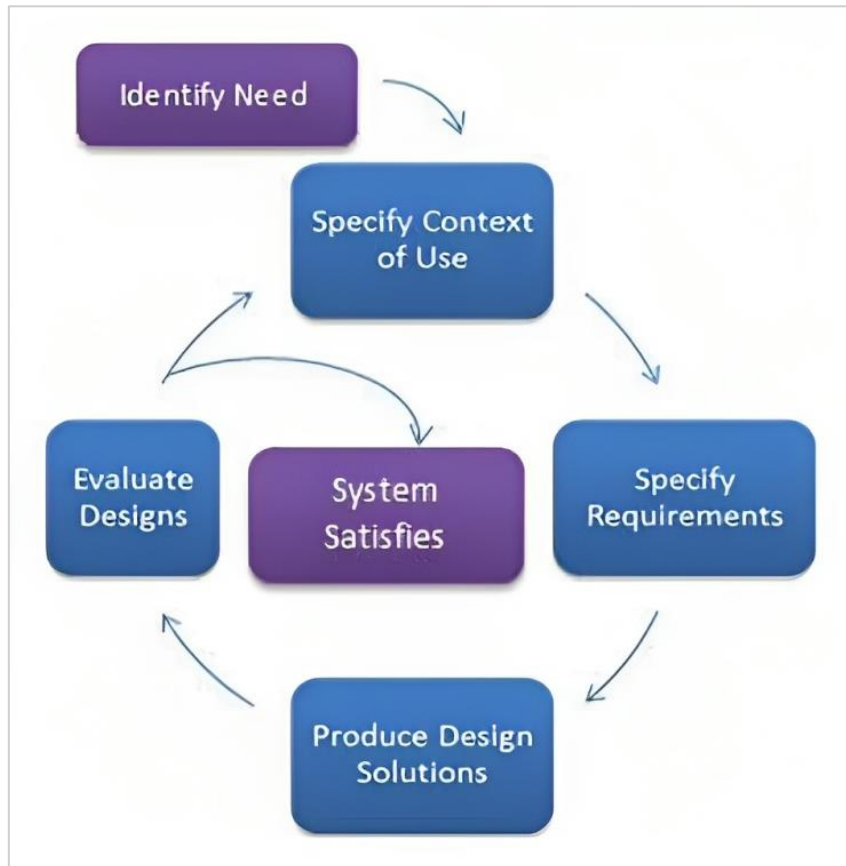 Identify Need
Specify Context
of Use
Evaluate
Designs
System
Satisfies
Specify
Requirements
Produce Design
Solutions